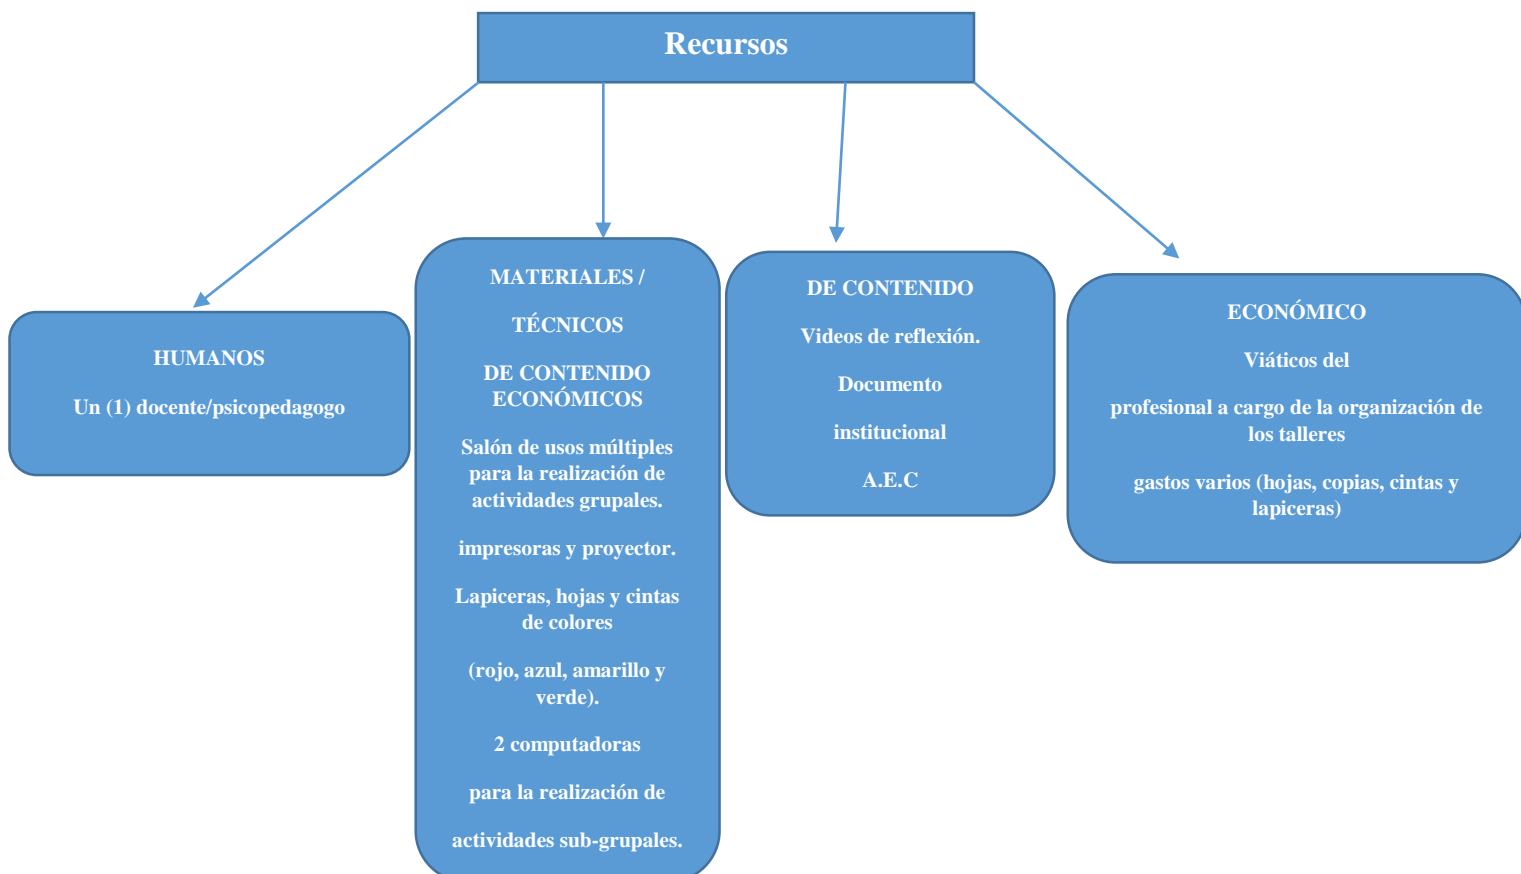 Recursos
HUMANOS
Un (1) docente/psicopedagogo
MATERIALES /
TÉCNICOS
DE CONTENIDO
ECONÓMICOS
Salón de usos múltiples
para la realización de
actividades grupales.
impresoras y proyector.
Lapiceras, hojas y cintas
de colores
(rojo, azul, amarillo y
verde).
2 computadoras
para la realización de
actividades sub-grupales.
DE CONTENIDO
Videos de reflexión.
Documento
institucional
A.E.C
ECONÓMICO
Viáticos del
profesional a cargo de la organización de
los talleres
gastos varios (hojas, copias, cintas y
lapiceras)